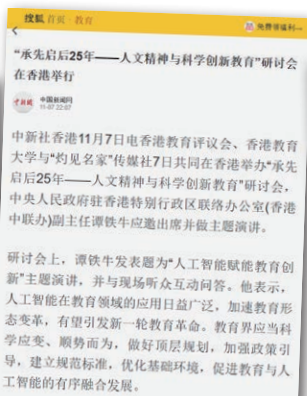 搜狐首页·教育
免费领福利
“承先启后25年——人文精神与科学创新教育”研讨会
在香港举行
中国新闻网
11-07 22:07
中新社香港11月7日电香港教育评议会、香港教育
大学与“灼见名家”传媒社7日共同在香港举办“承先
启后25年——人文精神与科学创新教育”研讨会，
中央人民政府驻香港特别行政区联络办公室(香港
中联办)副主任谭铁牛应邀出席并做主题演讲。
研讨会上，谭铁牛发表题为“人工智能赋能教育创
新”主题演讲，并与现场听众互动问答。他表示，
人工智能在教育领域的应用日益广泛，加速教育形
态变革，有望引发新一轮教育革命。教育界应当科
学应变、顺势而为，做好顶层规划，加强政策引
导，建立规范标准，优化基础环境，促进教育与人
工智能的有序融合发展。